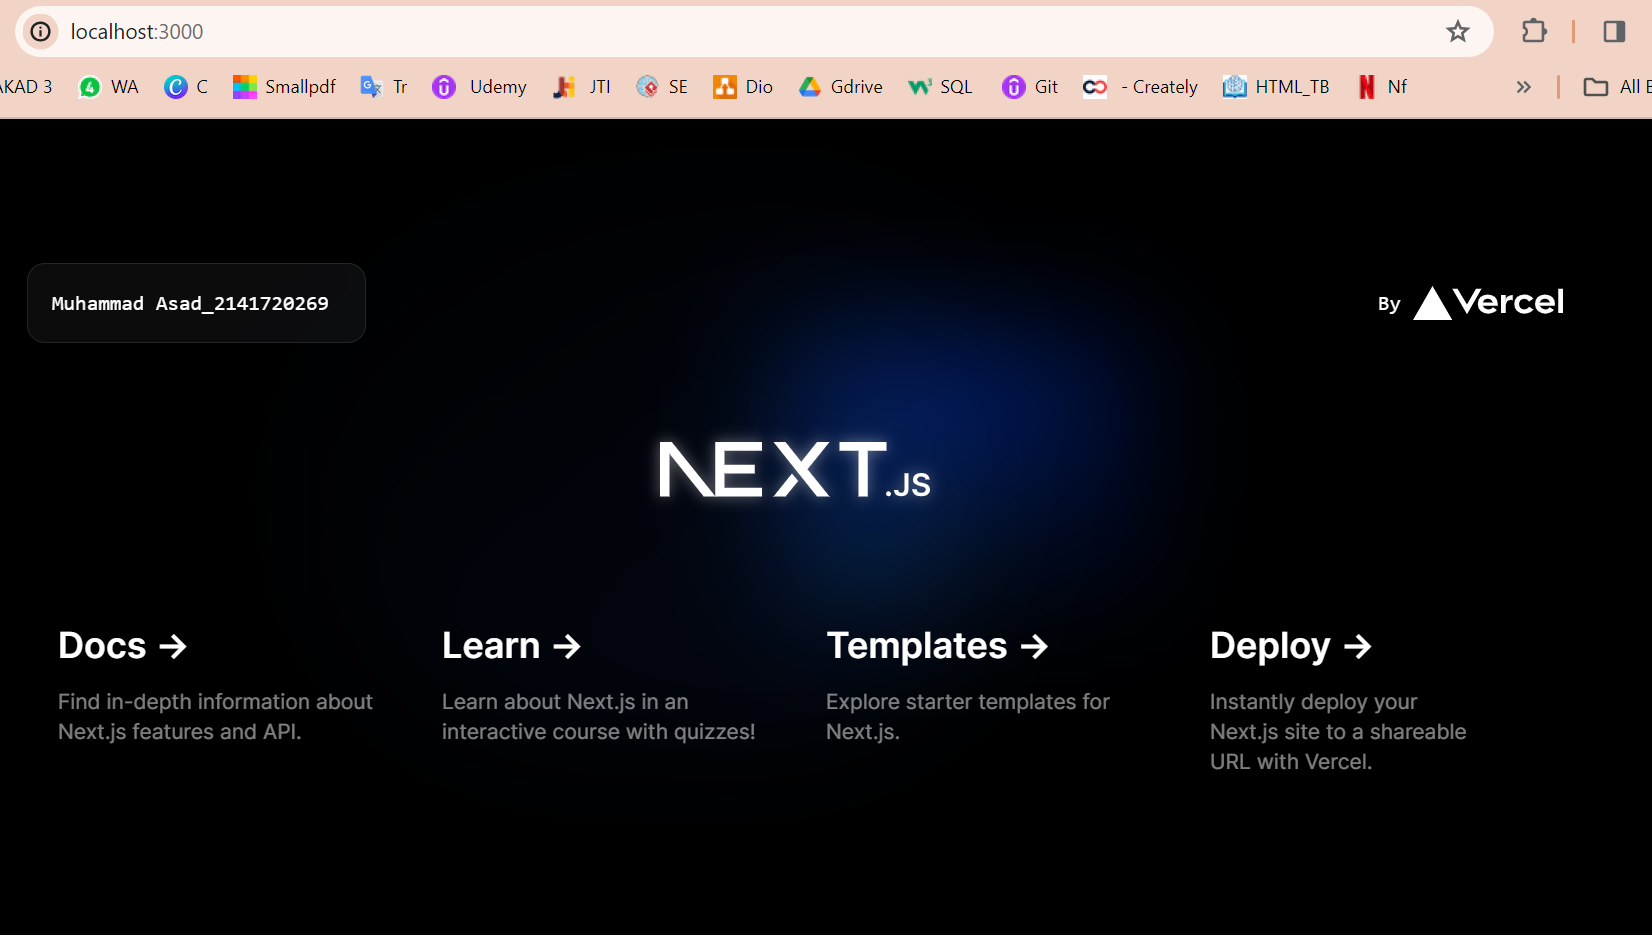 localhost:3000
AKAD 3 WA C Smallpdf Tr Udemy JTI SE Dio Gdrive SQL Git - Creately HTML_TB Nf » All
Muhammad Asad_2141720269
By Vercel
NEXT.JS
Docs →
Find in-depth information about
Next.js features and API.
Learn →
Learn about Next.js in an
interactive course with quizzes!
Templates →
Explore starter templates for
Next.js.
Deploy →
Instantly deploy your
Next.js site to a shareable
URL with Vercel.